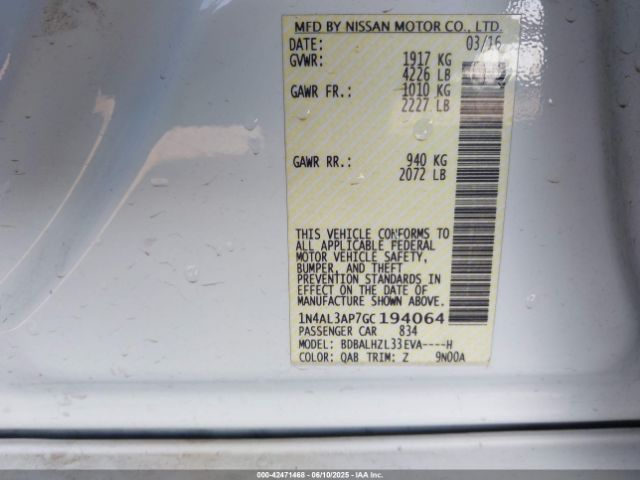 MFD BY NISSAN MOTOR CO., LTD.
DATE: 03/16
GVWR: 1917 KG
4226 LB
GAWR FR.: 1010 KG
2227 LB
GAWR RR.: 940 KG
2072 LB
THIS VEHICLE CONFORMS TO
ALL APPLICABLE FEDERAL
MOTOR VEHICLE SAFETY,
BUMPER, AND THEFT
PREVENTION STANDARDS IN
EFFECT ON THE DATE OF
MANUFACTURE SHOWN ABOVE.
1N4AL3AP7GC194064
PASSENGER CAR 834
MODEL: BDBALHZL33EVA----H
COLOR: QAB TRIM: Z 9N00A
000-42471468 - 06/10/2025 - IAAI.COM